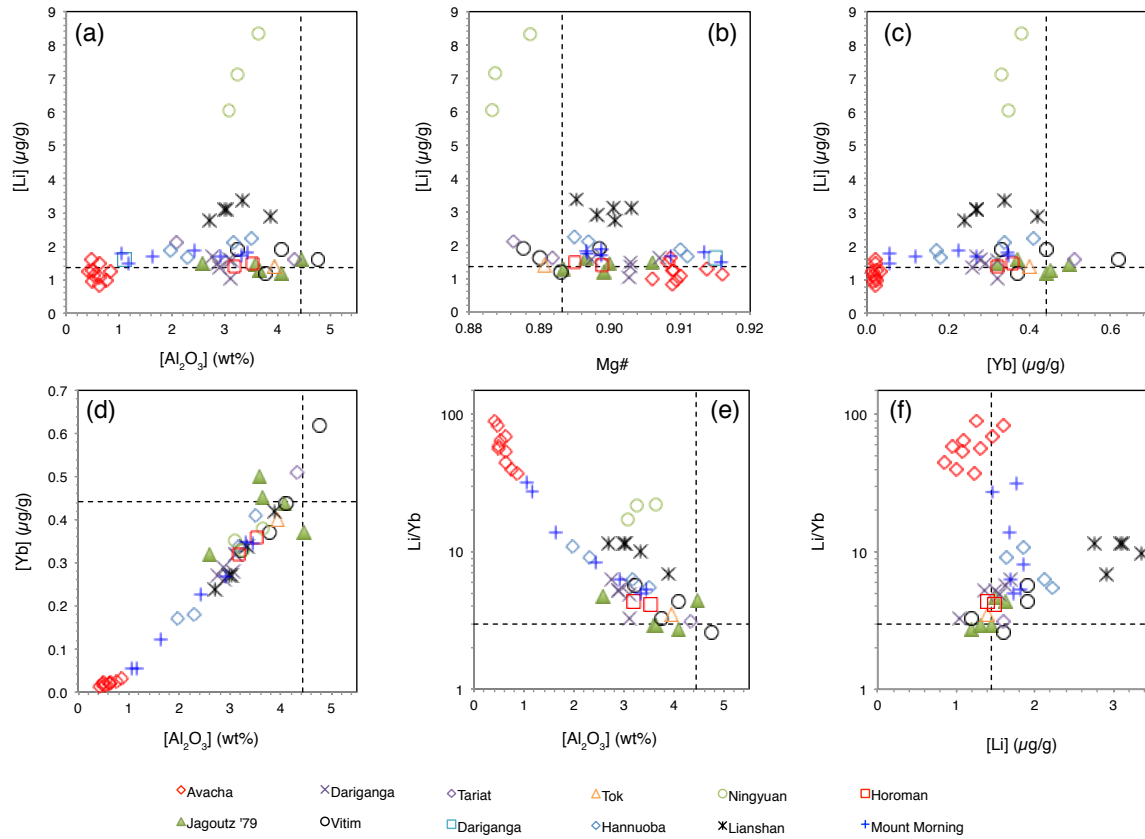 (a)
9
8
7
6
5
4
3
2
1
0
[Li] (µg/g)
0 1 2 3 4 5
[Al₂O₃] (wt%)
(b)
9
8
7
6
5
4
3
2
1
0
[Li] (µg/g)
0.88 0.89 0.90 0.91 0.92
Mg#
(c)
9
8
7
6
5
4
3
2
1
0
[Li] (µg/g)
0.0 0.2 0.4 0.6
[Yb] (µg/g)
(d)
0.7
0.6
0.5
0.4
0.3
0.2
0.1
0.0
[Yb] (µg/g)
0 1 2 3 4 5
[Al₂O₃] (wt%)
(e)
100
10
1
Li/Yb
0 1 2 3 4 5
[Al₂O₃] (wt%)
(f)
100
10
1
Li/Yb
0 1 2 3
[Li] (µg/g)
Avacha Dariganga Tariat Tok Ningyuan Horoman
Jagoutz '79 Vitim Dariganga Hannuoba Lianshan Mount Morning